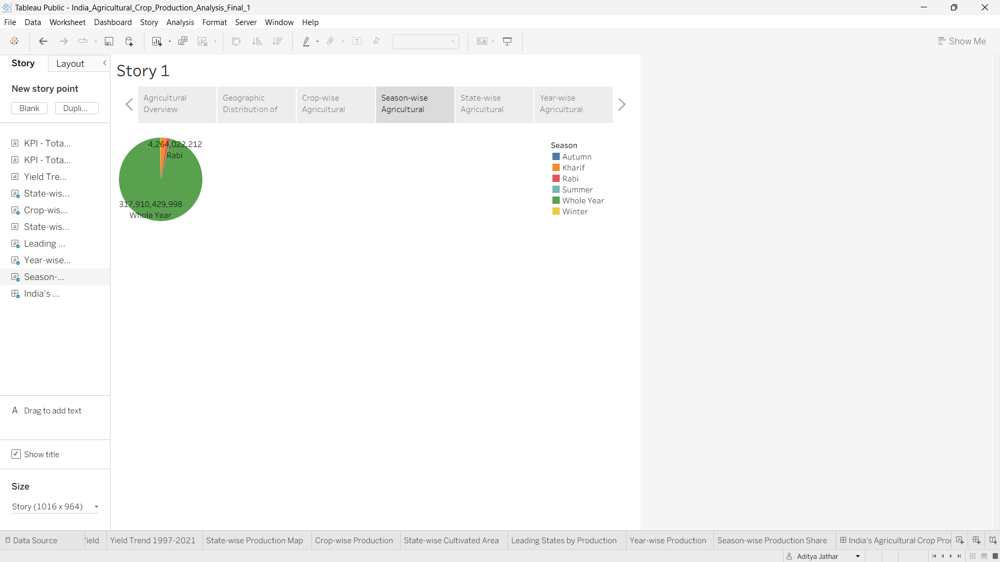 Tableau Public - India_Agricultural_Crop_Production_Analysis_Final_1
File Data Worksheet Dashboard Story Analysis Format Server Window Help
Show Me
Story Layout
New story point
Blank Dupli...
KPI - Tota...
KPI - Tota...
Yield Tre...
State-wis...
Crop-wis...
State-wis...
Leading ...
Year-wise...
Season-...
India's ...
A Drag to add text
Show title
Size
Story (1016 x 964)
Story 1
Agricultural
Overview
Geographic
Distribution of
Crop-wise
Agricultural
Season-wise
Agricultural
State-wise
Agricultural
Year-wise
Agricultural
4,264,022,212
Rabi
317,910,429,998
Whole Year
Season
Autumn
Kharif
Rabi
Summer
Whole Year
Winter
Data Source Yield Yield Trend 1997-2021 State-wise Production Map Crop-wise Production State-wise Cultivated Area Leading States by Production Year-wise Production Season-wise Production Share India's Agricultural Crop Pro
Aditya Jathar